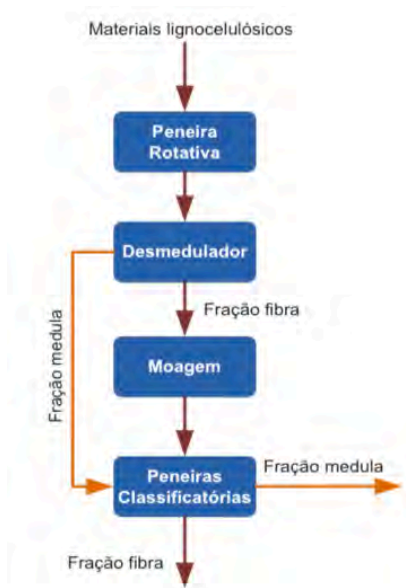 Materiais lignocelulósicos
Peneira
Rotativa
Desmedulador
Fração fibra
Fração medula
Moagem
Peneiras
Classificatórias
Fração medula
Fração fibra